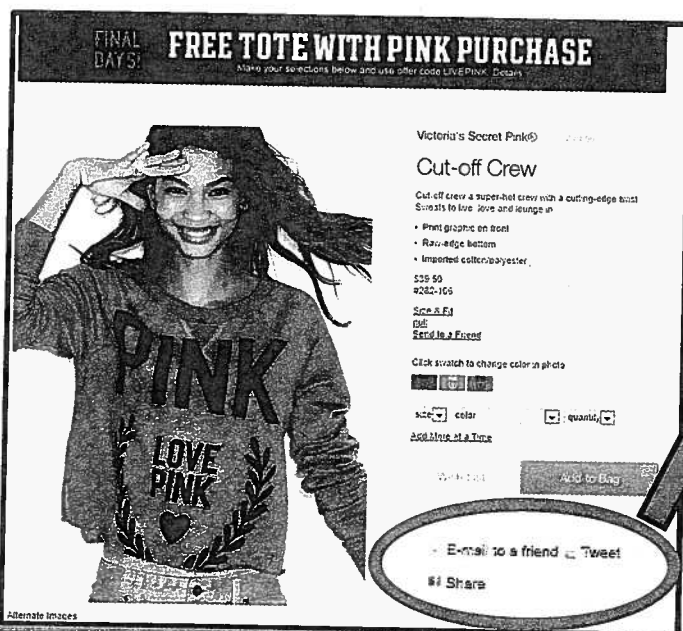 FINAL DAYS!
FREE TOTE WITH PINK PURCHASE
Make your selections below and use offer code LIVEPINK. Details
Victoria's Secret Pink®
Cut-off Crew
Cut-off crew a super-hot crew with a cutting-edge twist
Sweats to live love and lounge in
• Print graphic on front
• Raw-edge bottom
• Imported cotton/polyester
#282-106
Size & Fit
null
Send to a Friend
Click swatch to change color in photo
size color quantity
Add More At a Time
Wish List Add to Bag
E-mail to a friend Tweet
Share
PINK
LOVE
PINK
Alternate Images